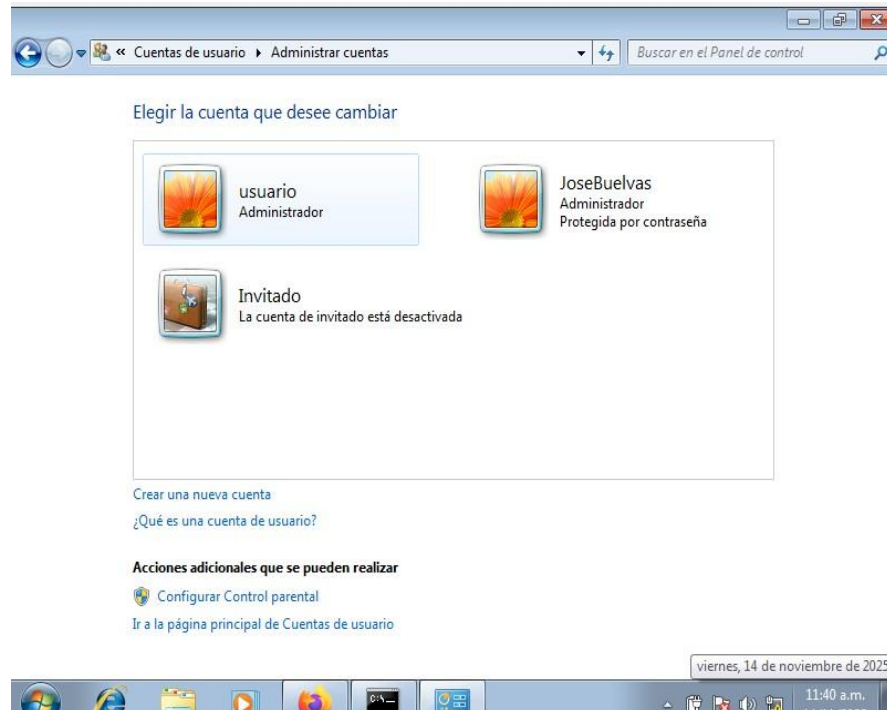 « Cuentas de usuario ▸ Administrar cuentas
Buscar en el Panel de control
Elegir la cuenta que desee cambiar
usuario
Administrador
JoseBuelvas
Administrador
Protegida por contraseña
Invitado
La cuenta de invitado está desactivada
Crear una nueva cuenta
¿Qué es una cuenta de usuario?
Acciones adicionales que se pueden realizar
Configurar Control parental
Ir a la página principal de Cuentas de usuario
viernes, 14 de noviembre de 2025
11:40 a.m.